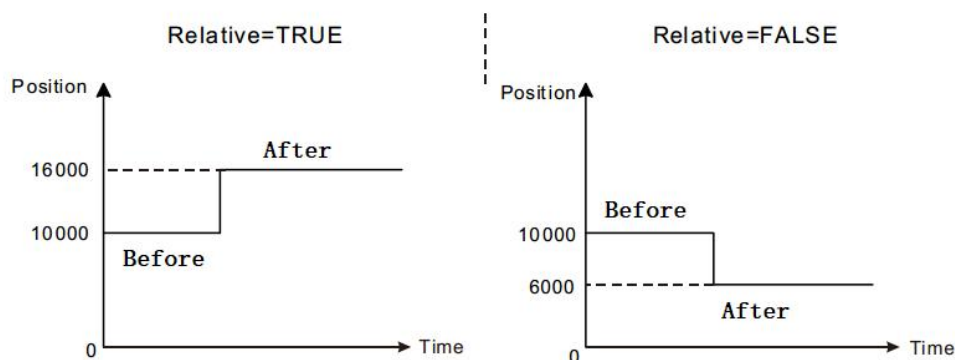 Relative=TRUE
Position
16000
After
10000
Before
0
Time
Relative=FALSE
Position
Before
10000
6000
After
0
Time